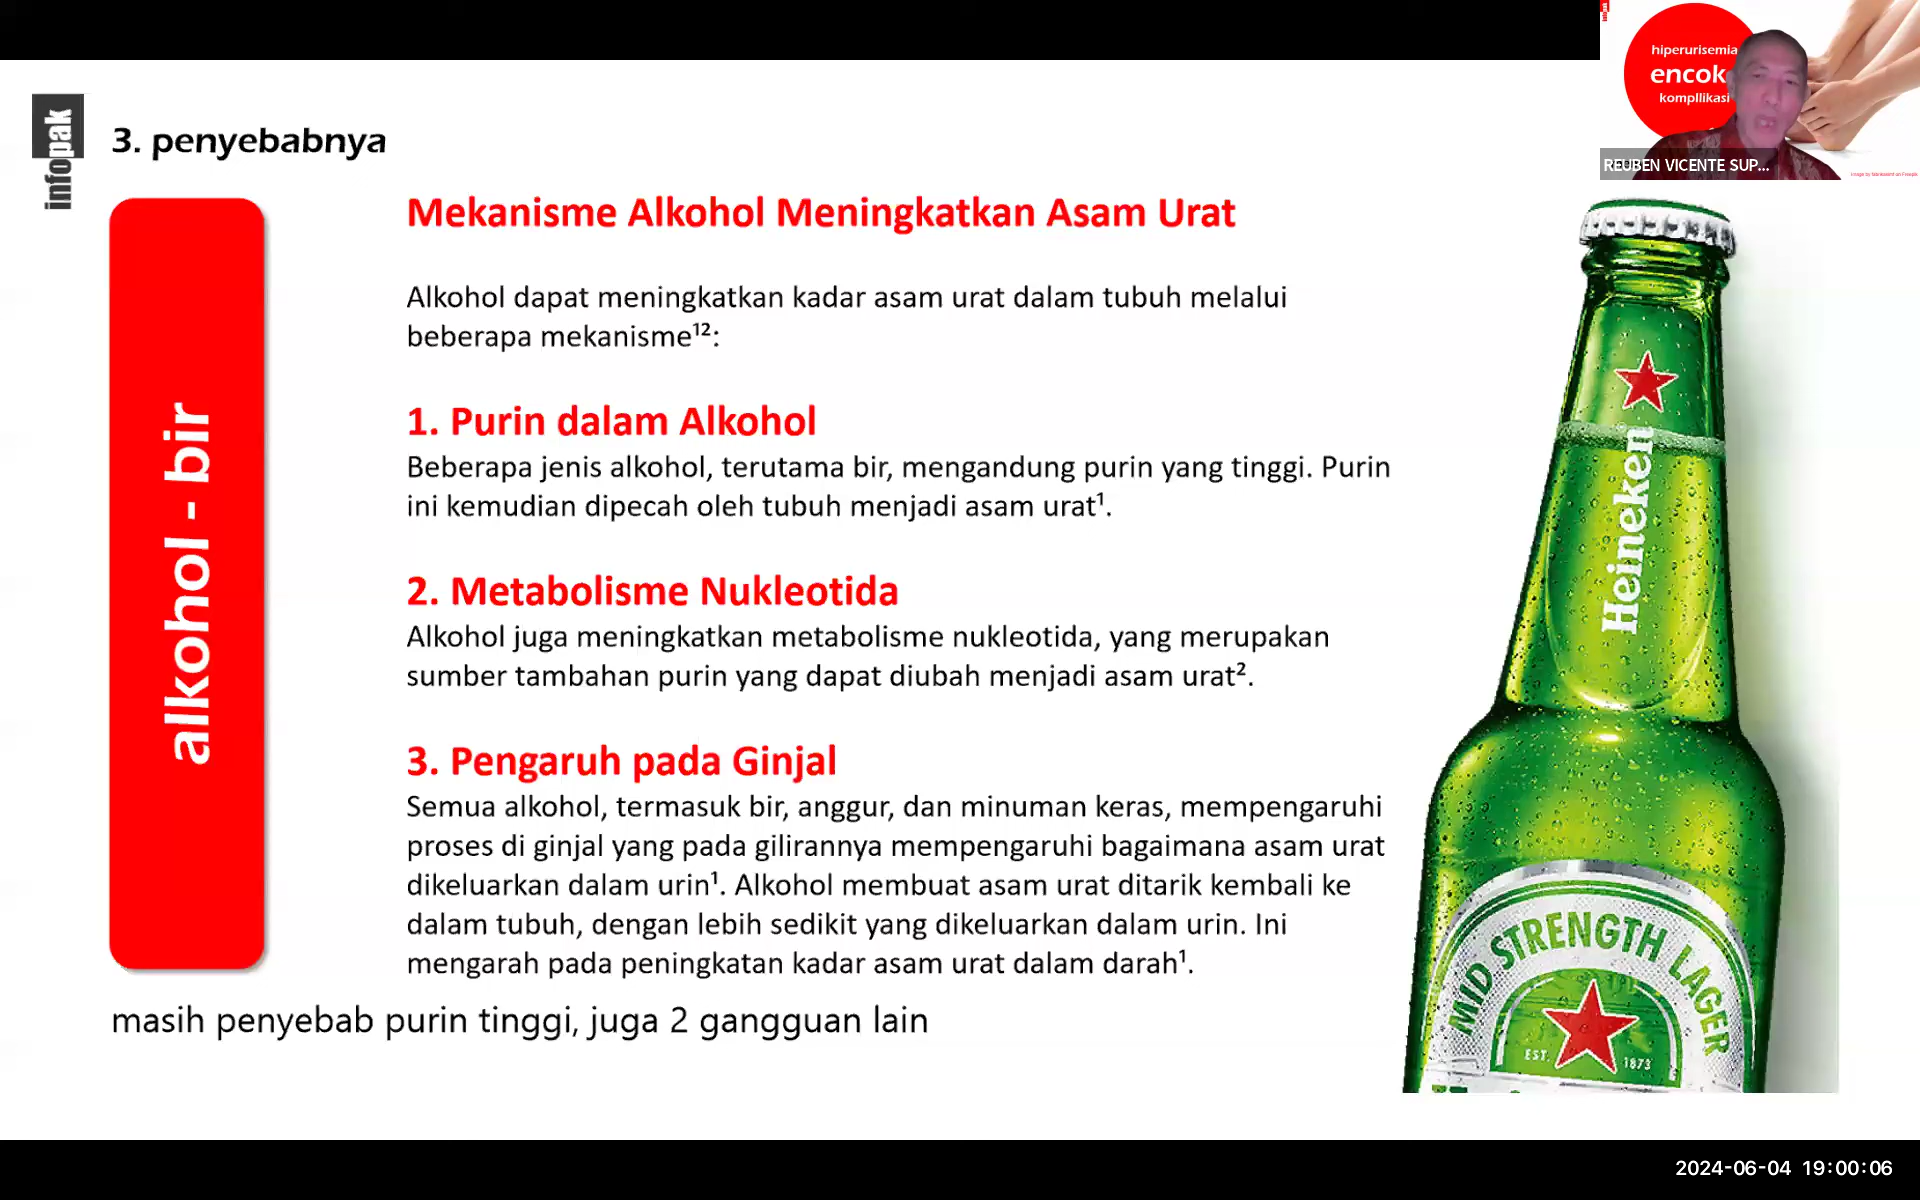 infopak
3. penyebabnya
hiperurisemia
encok
kompllikasi
REUBEN VICENTE SUP...
alkohol - bir
Mekanisme Alkohol Meningkatkan Asam Urat
Alkohol dapat meningkatkan kadar asam urat dalam tubuh melalui
beberapa mekanisme¹²:
1. Purin dalam Alkohol
Beberapa jenis alkohol, terutama bir, mengandung purin yang tinggi. Purin
ini kemudian dipecah oleh tubuh menjadi asam urat¹.
2. Metabolisme Nukleotida
Alkohol juga meningkatkan metabolisme nukleotida, yang merupakan
sumber tambahan purin yang dapat diubah menjadi asam urat².
3. Pengaruh pada Ginjal
Semua alkohol, termasuk bir, anggur, dan minuman keras, mempengaruhi
proses di ginjal yang pada gilirannya mempengaruhi bagaimana asam urat
dikeluarkan dalam urin¹. Alkohol membuat asam urat ditarik kembali ke
dalam tubuh, dengan lebih sedikit yang dikeluarkan dalam urin. Ini
mengarah pada peningkatan kadar asam urat dalam darah¹.
masih penyebab purin tinggi, juga 2 gangguan lain
Heineken
MID STRENGTH LAGER
EST. 1873
2024-06-04 19:00:06